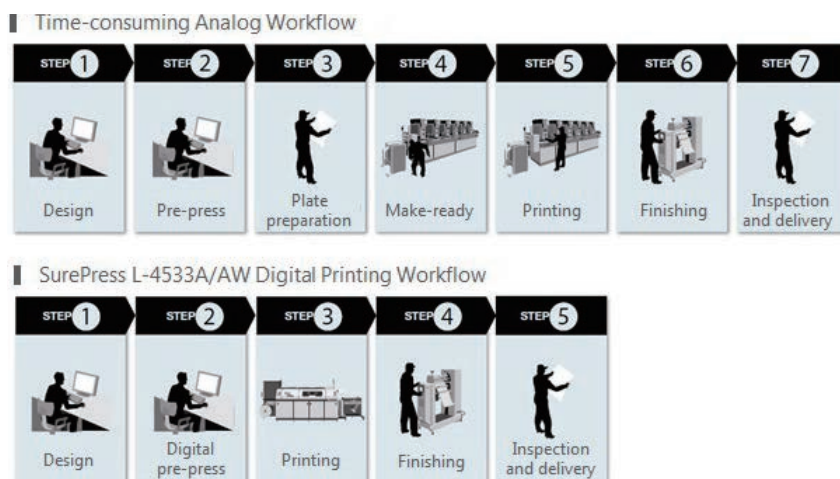 Time-consuming Analog Workflow
STEP 1 STEP 2 STEP 3 STEP 4 STEP 5 STEP 6 STEP 7
Design Pre-press Plate preparation Make-ready Printing Finishing Inspection and delivery
SurePress L-4533A/AW Digital Printing Workflow
STEP 1 STEP 2 STEP 3 STEP 4 STEP 5
Design Digital pre-press Printing Finishing Inspection and delivery